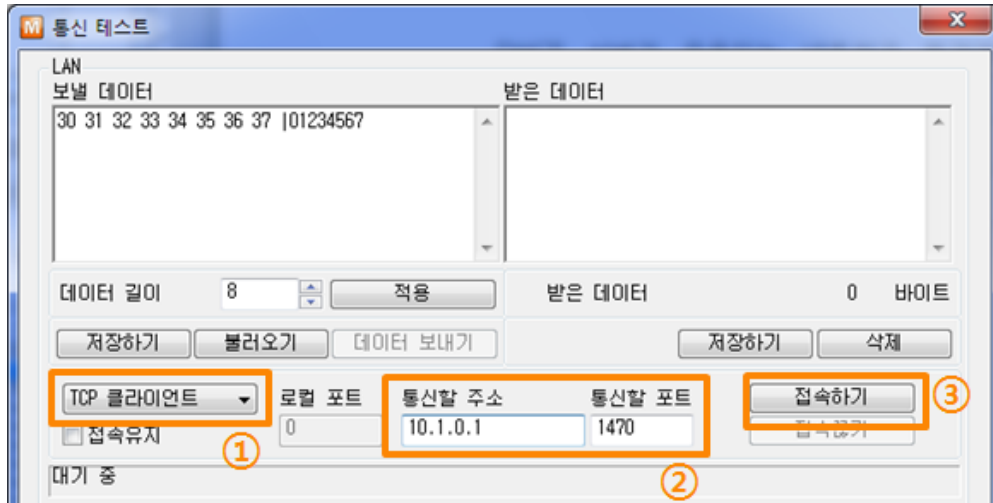 통신 테스트
LAN
보낼 데이터
받은 데이터
30 31 32 33 34 35 36 37 |01234567
데이터 길이 8 적용
받은 데이터 0 바이트
저장하기 불러오기 데이터 보내기
저장하기 삭제
TCP 클라이언트 로컬 포트 통신할 주소 통신할 포트 접속하기 ③
접속유지 0 10.1.0.1 1470 접속끊기
① ②
대기 중